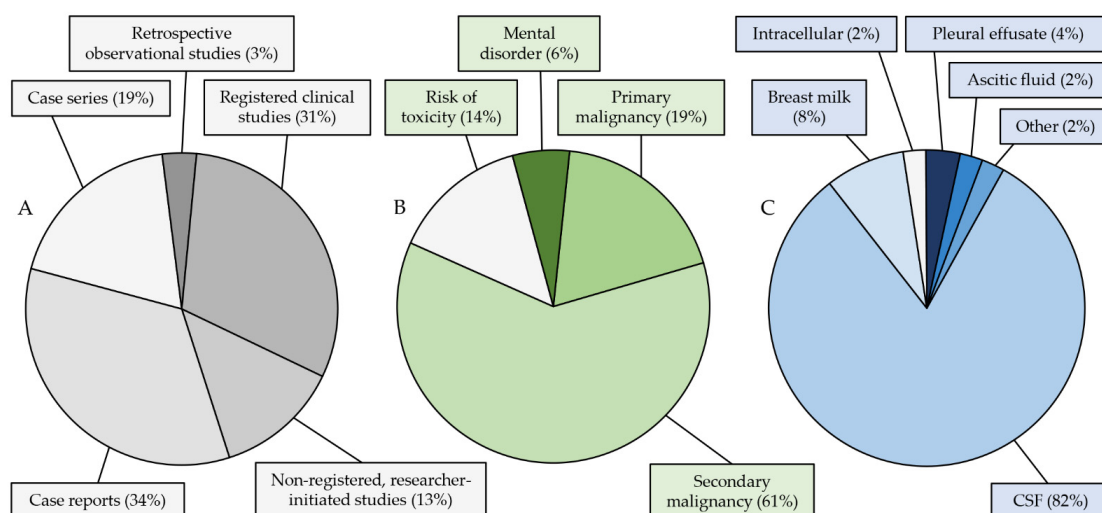 Retrospective
observational studies (3%)
Case series (19%)
Registered clinical
studies (31%)
A
Case reports (34%)
Non-registered, researcher-
initiated studies (13%)
Mental
disorder (6%)
Risk of
toxicity (14%)
Primary
malignancy (19%)
B
Secondary
malignancy (61%)
Intracellular (2%)
Pleural effusate (4%)
Breast milk
(8%)
Ascitic fluid (2%)
Other (2%)
C
CSF (82%)